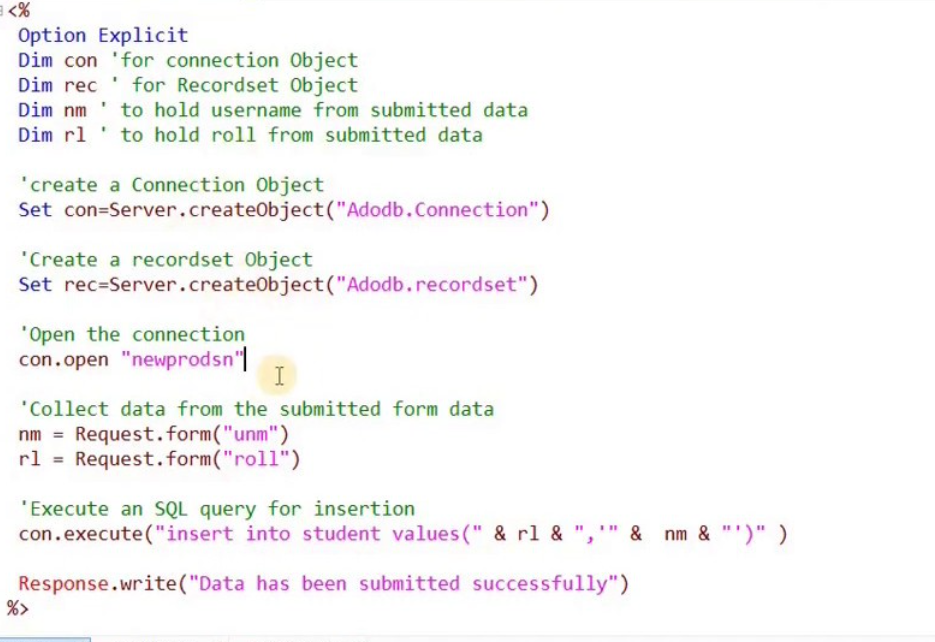 <%
Option Explicit
Dim con 'for connection Object
Dim rec ' for Recordset Object
Dim nm ' to hold username from submitted data
Dim rl ' to hold roll from submitted data
'create a Connection Object
Set con=Server.createObject("Adodb.Connection")
'Create a recordset Object
Set rec=Server.createObject("Adodb.recordset")
'Open the connection
con.open "newprodsn"
'Collect data from the submitted form data
nm = Request.form("unm")
rl = Request.form("roll")
'Execute an SQL query for insertion
con.execute("insert into student values(" & rl & ",'" &  nm & "')" )
Response.write("Data has been submitted successfully")
%>